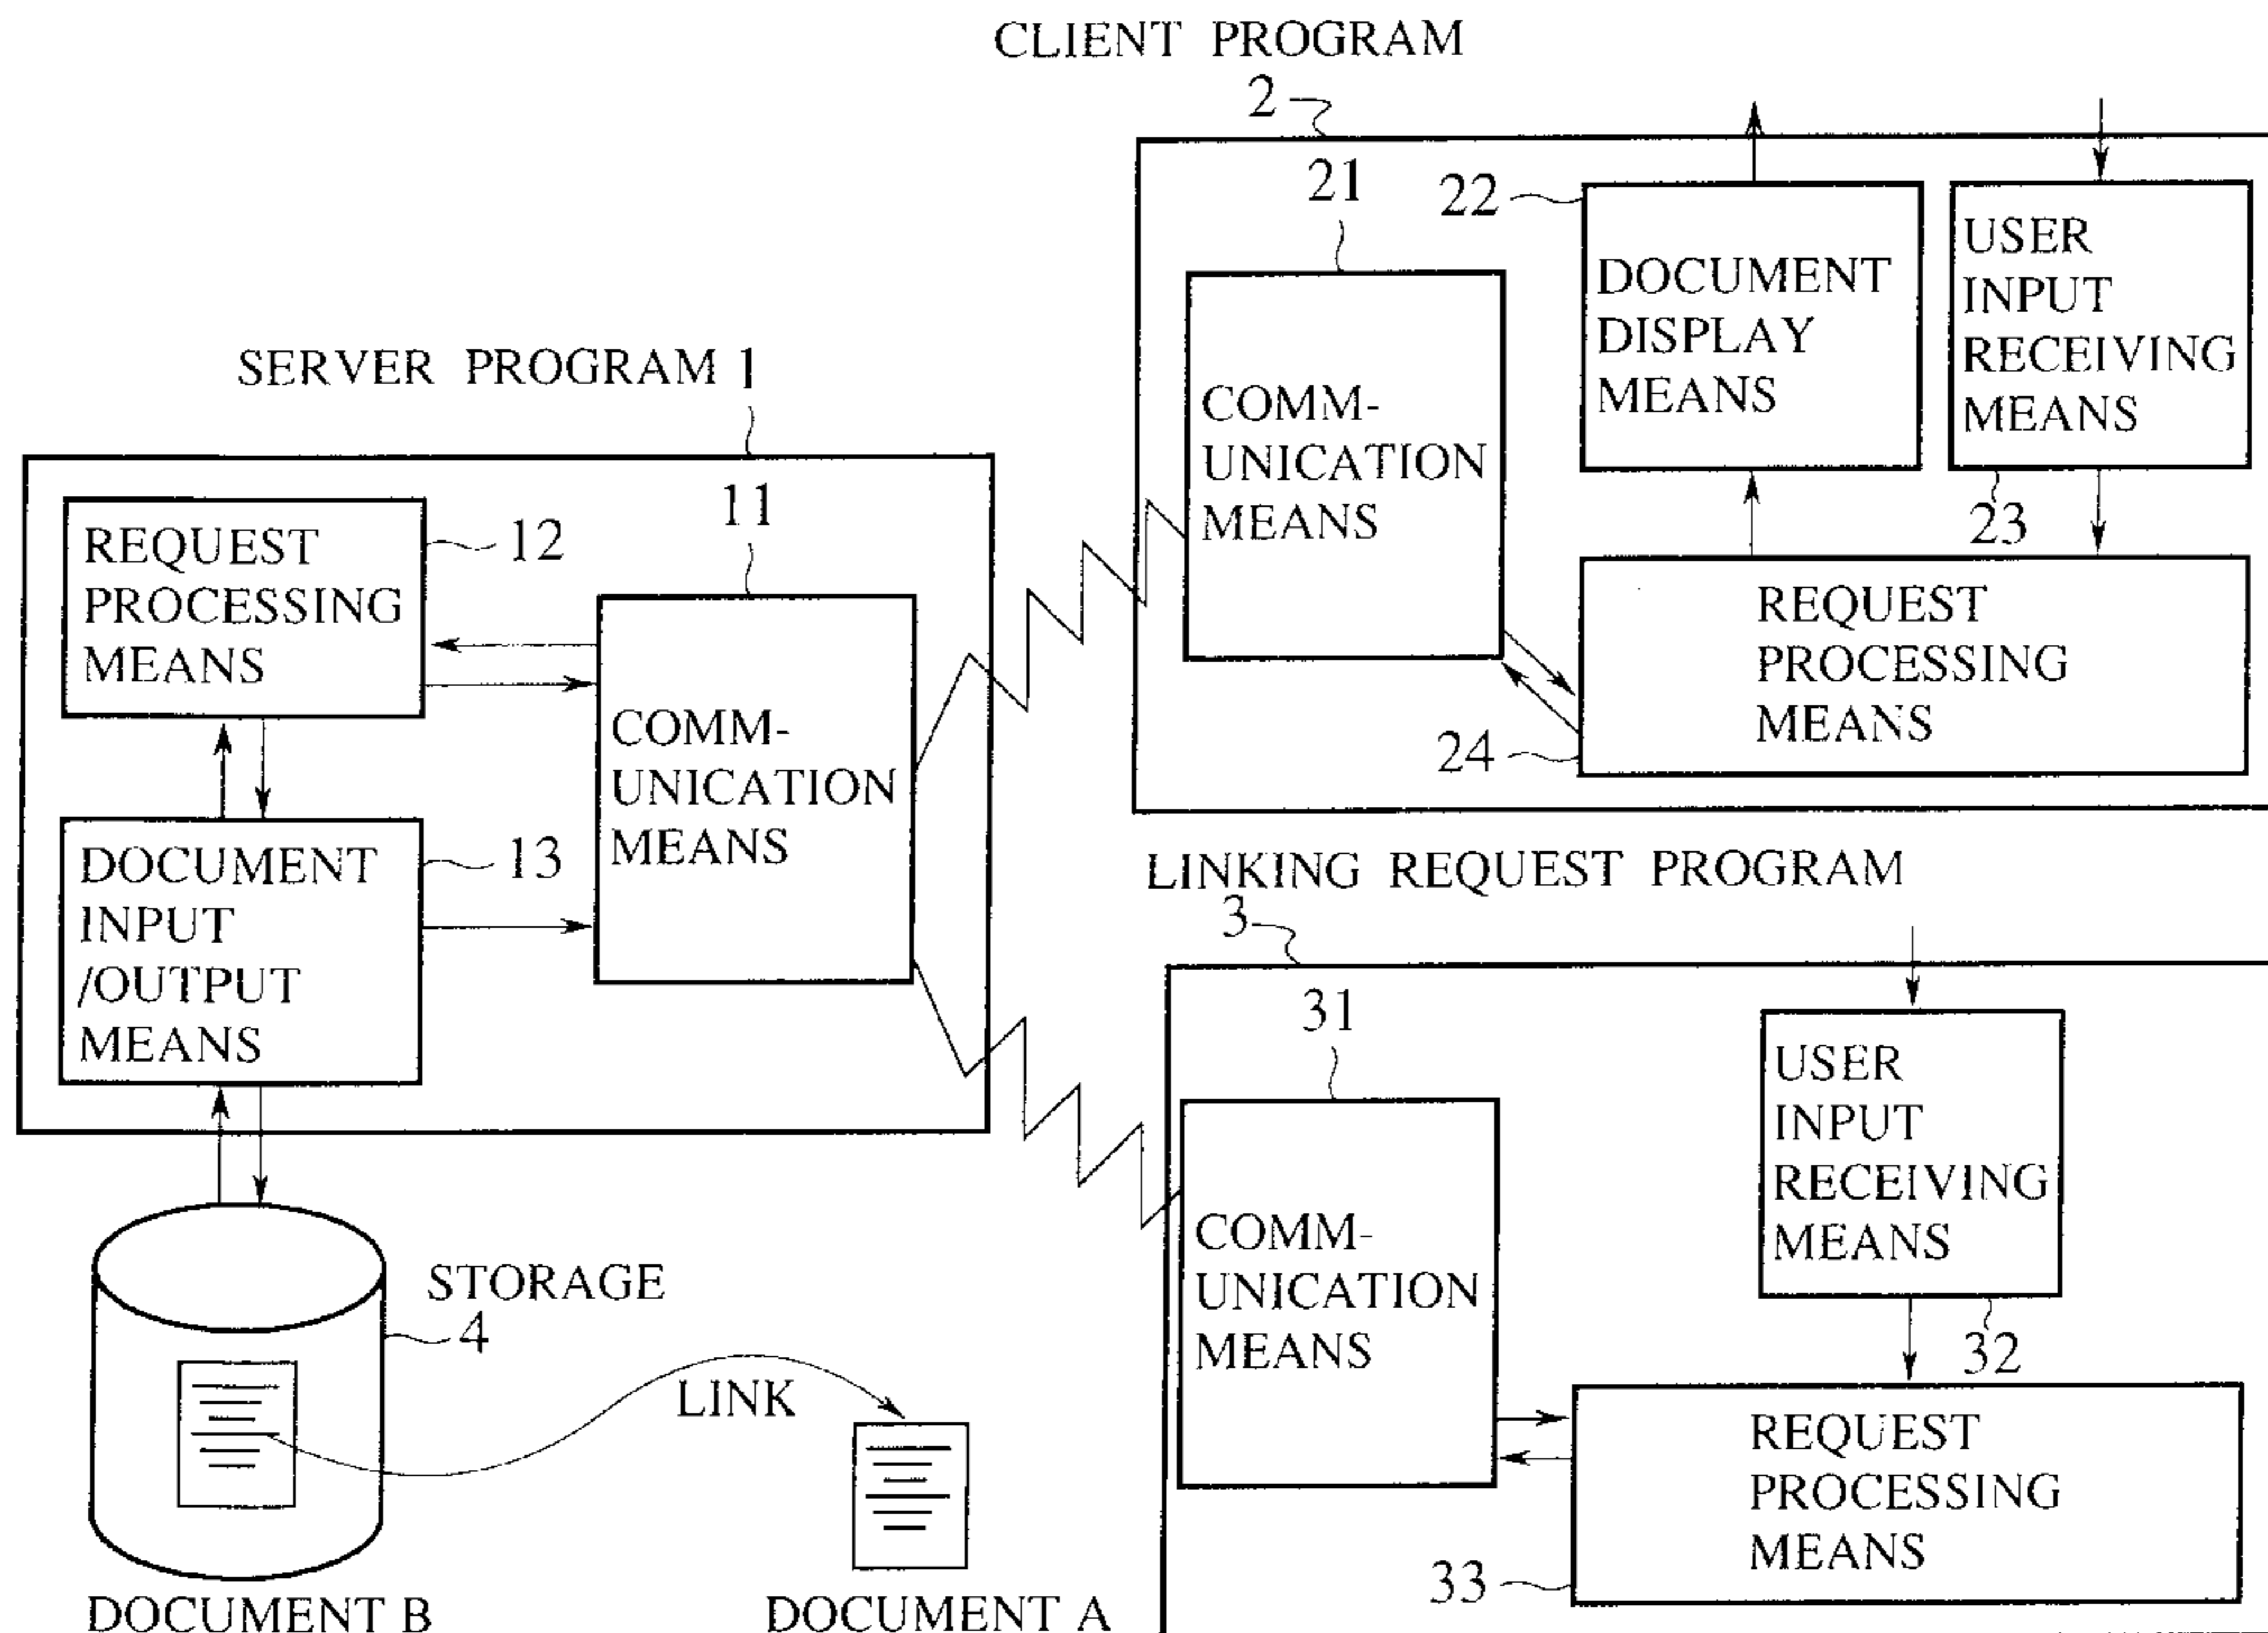 CLIENT PROGRAM
2
21
22
DOCUMENT
DISPLAY
MEANS
USER
INPUT
RECEIVING
MEANS
23
COMM-
UNICATION
MEANS
REQUEST
PROCESSING
MEANS
24
SERVER PROGRAM 1
11
REQUEST
PROCESSING
MEANS
12
COMM-
UNICATION
MEANS
DOCUMENT
INPUT
/OUTPUT
MEANS
13
LINKING REQUEST PROGRAM
3
31
USER
INPUT
RECEIVING
MEANS
32
COMM-
UNICATION
MEANS
REQUEST
PROCESSING
MEANS
33
STORAGE
4
LINK
DOCUMENT B
DOCUMENT A